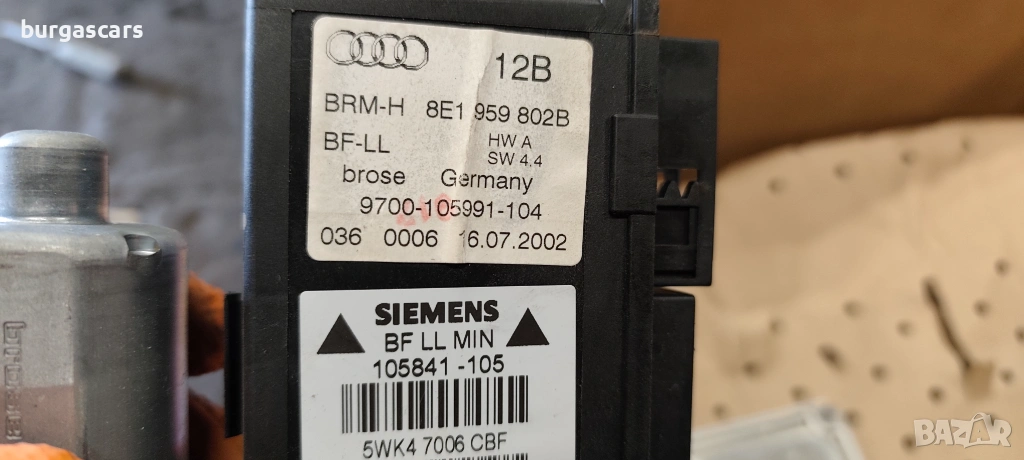 burgascars
12B
BRM-H 8E1 959 802B
BF-LL HW A
SW 4.4
brose Germany
9700-105991-104
036 0006 16.07.2002
SIEMENS
BF LL MIN
105841-105
5WK4 7006 CBF
BAZAR